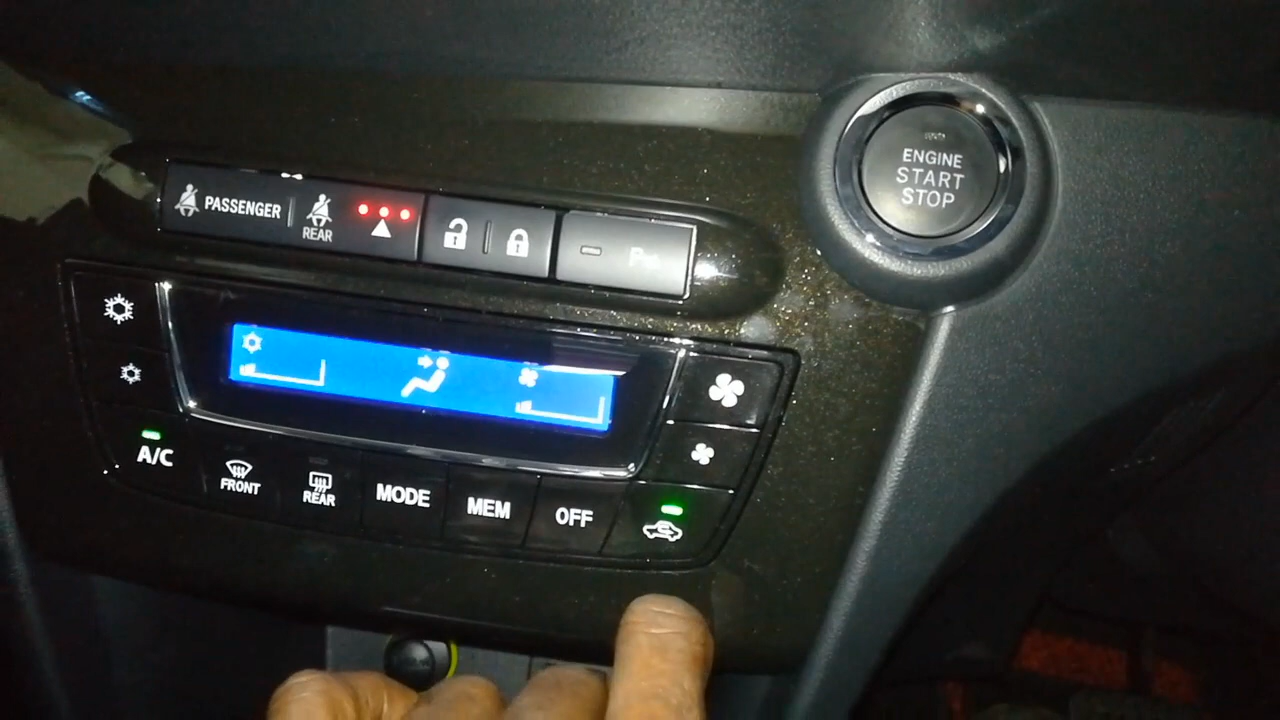 PASSENGER
REAR
ENGINE
START
STOP
A/C
FRONT
REAR
MODE
MEM
OFF